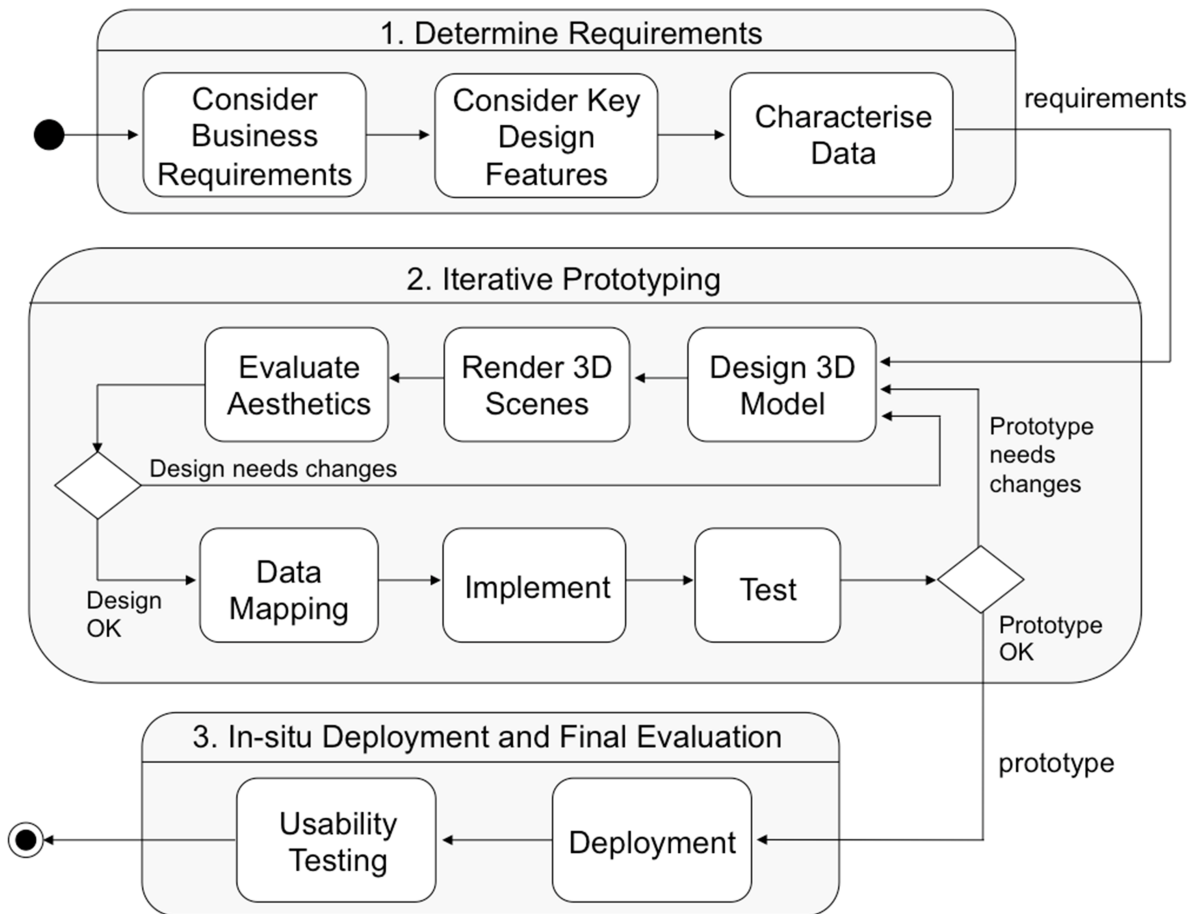 1. Determine Requirements
Consider
Business
Requirements
Consider Key
Design
Features
Characterise
Data
requirements
2. Iterative Prototyping
Evaluate
Aesthetics
Render 3D
Scenes
Design 3D
Model
Design needs changes
Prototype
needs
changes
Design
OK
Data
Mapping
Implement
Test
Prototype
OK
3. In-situ Deployment and Final Evaluation
prototype
Usability
Testing
Deployment